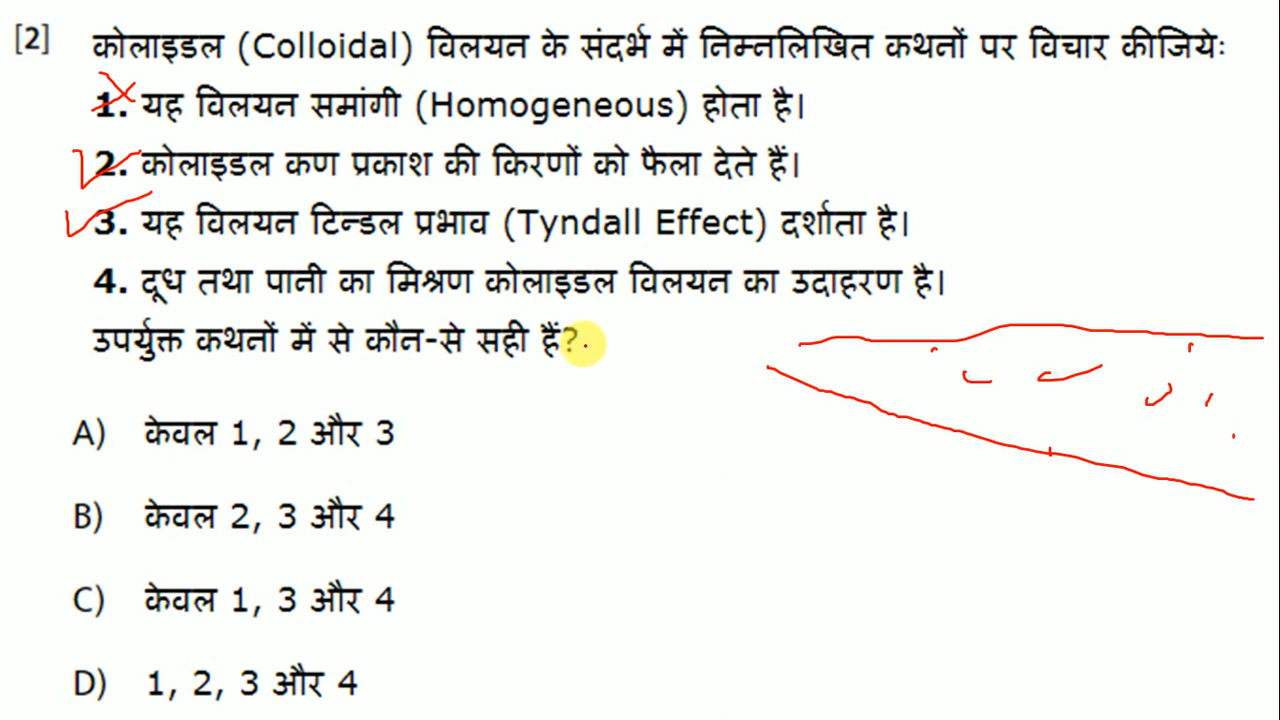 [2] कोलाइडल (Colloidal) विलयन के संदर्भ में निम्नलिखित कथनों पर विचार कीजियेः
1. यह विलयन समांगी (Homogeneous) होता है।
2. कोलाइडल कण प्रकाश की किरणों को फैला देते हैं।
3. यह विलयन टिन्डल प्रभाव (Tyndall Effect) दर्शाता है।
4. दूध तथा पानी का मिश्रण कोलाइडल विलयन का उदाहरण है।
उपर्युक्त कथनों में से कौन-से सही हैं?
A) केवल 1, 2 और 3
B) केवल 2, 3 और 4
C) केवल 1, 3 और 4
D) 1, 2, 3 और 4